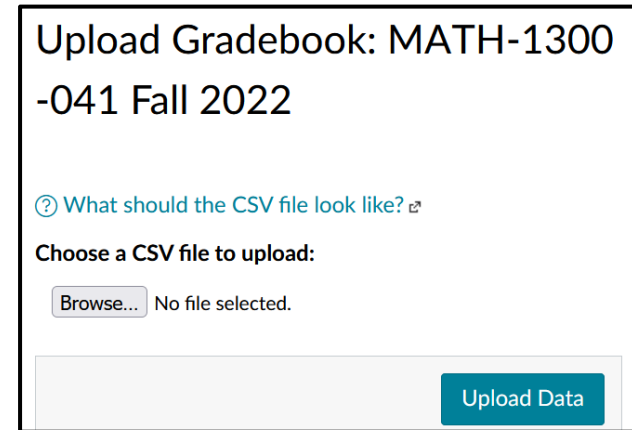 Upload Gradebook: MATH-1300
-041 Fall 2022
? What should the CSV file look like?
Choose a CSV file to upload:
Browse... No file selected.
Upload Data